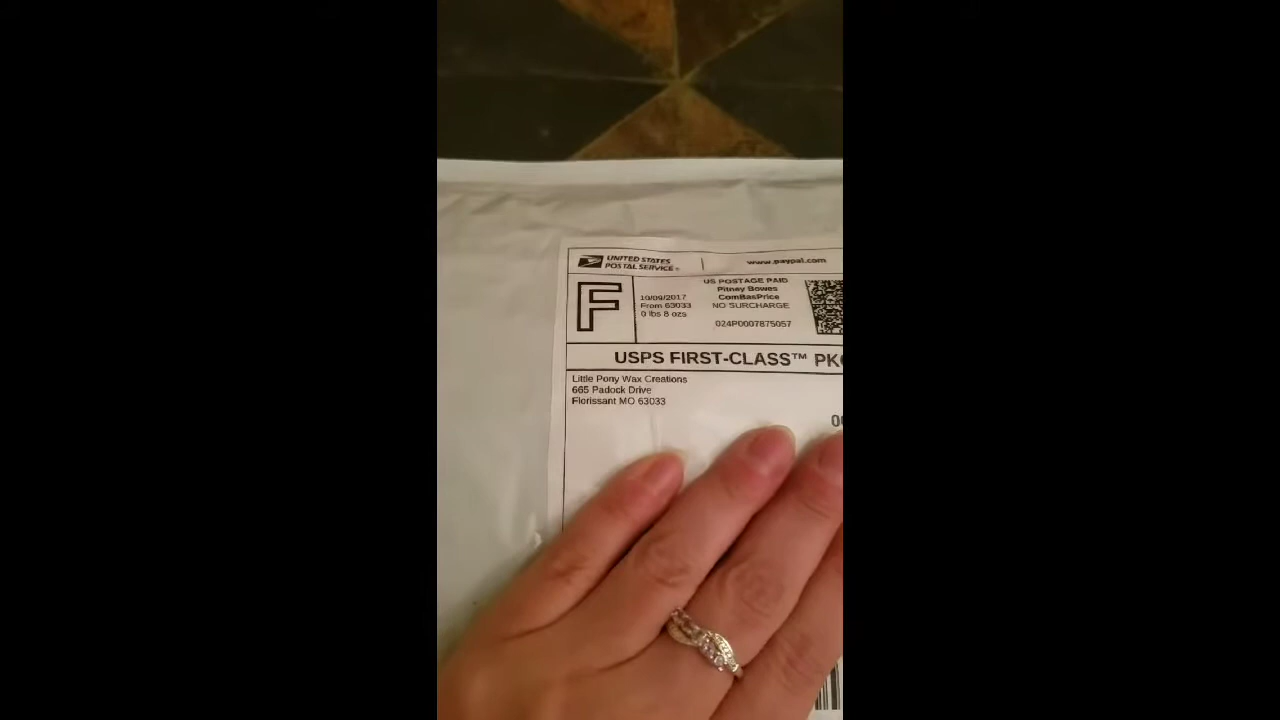 UNITED STATES
POSTAL SERVICE®
www.paypal.com
F
10/09/2017
From 63033
0 lbs 8 ozs
US POSTAGE PAID
Pitney Bowes
ComBasPrice
NO SURCHARGE
024P0007875057
USPS FIRST-CLASS™ PK
Little Pony Wax Creations
665 Padock Drive
Florissant MO 63033